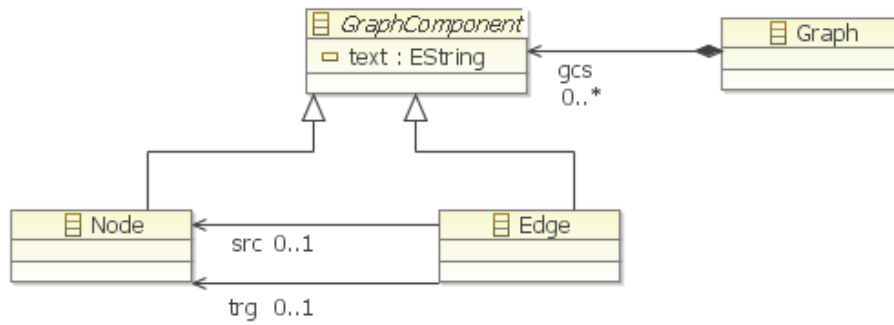 GraphComponent
Graph
text : EString
gcs
0..*
Node
Edge
src 0..1
trg 0..1